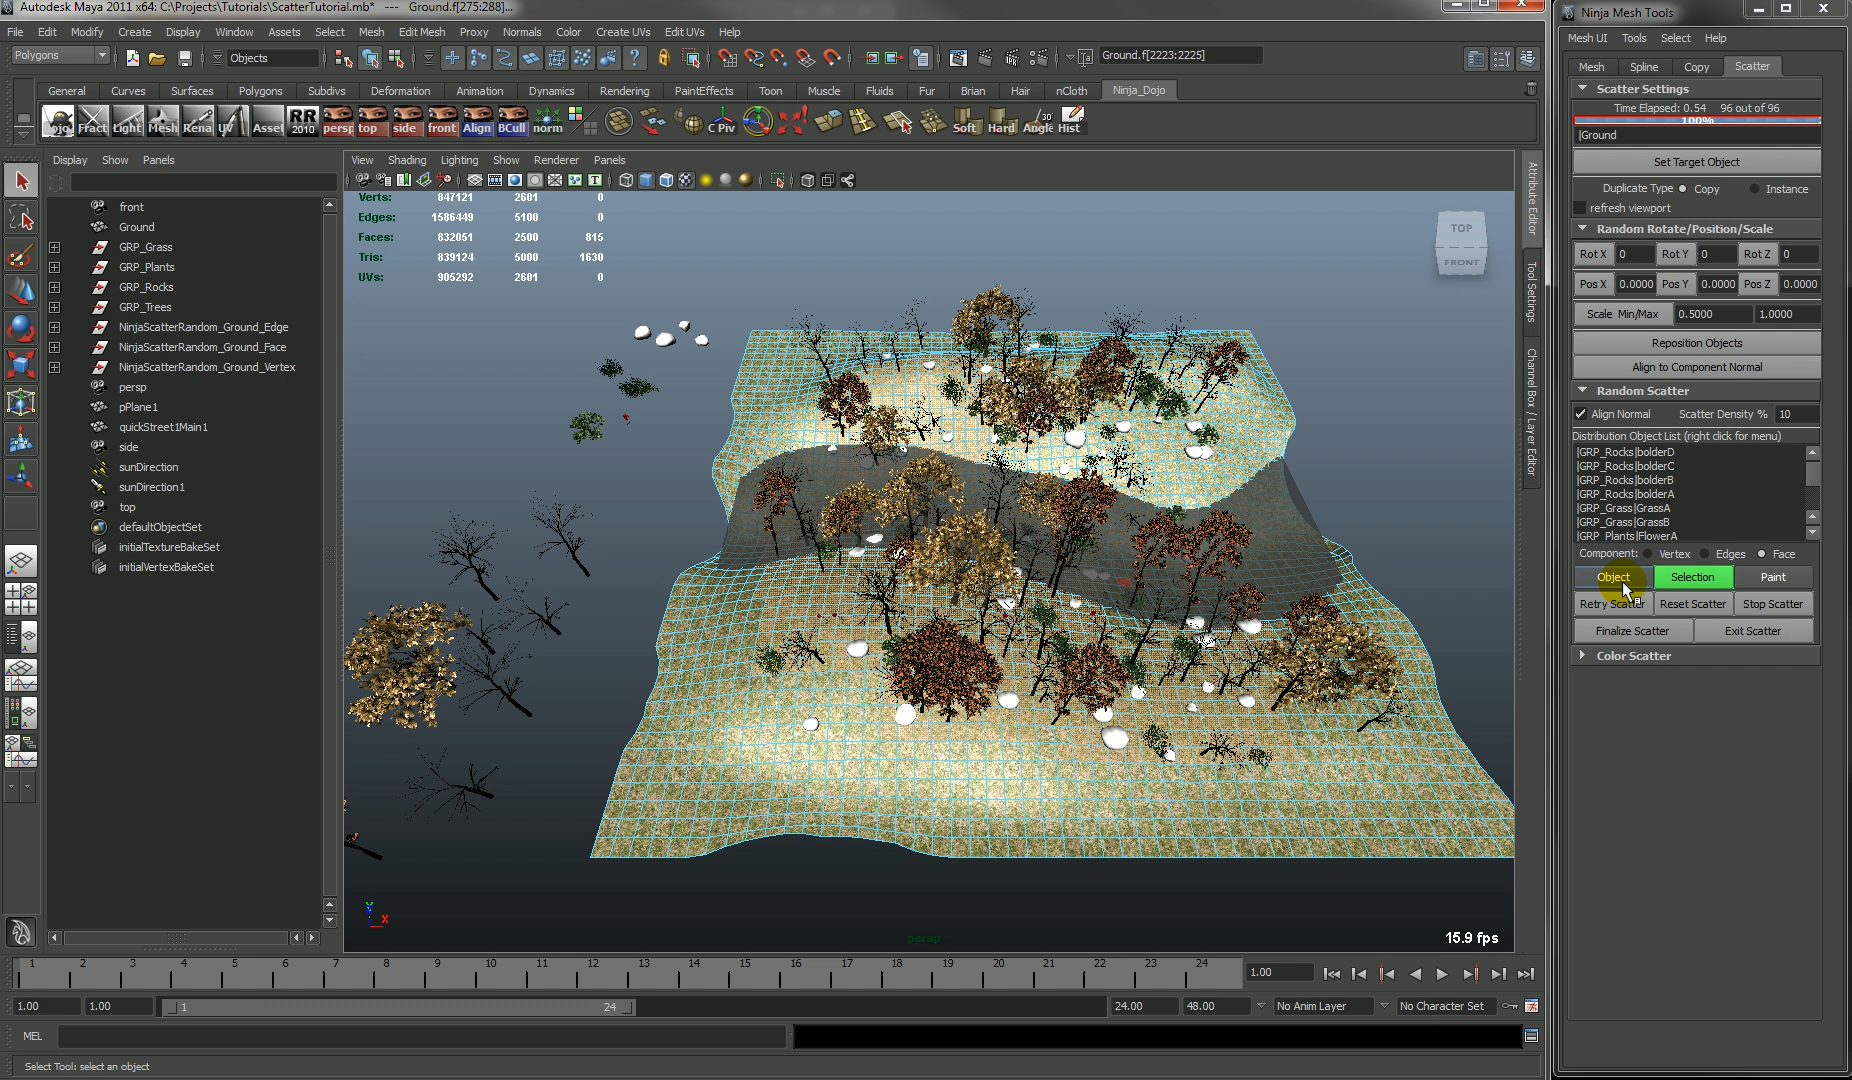 Autodesk Maya 2011 x64: C:\Projects\Tutorials\ScatterTutorial.mb* --- Ground.f[275:288]...
File Edit Modify Create Display Window Assets Select Mesh Edit Mesh Proxy Normals Color Create UVs Edit UVs Help
Polygons Objects Ground.f[2223:2225]
General Curves Surfaces Polygons Subdivs Deformation Animation Dynamics Rendering PaintEffects Toon Muscle Fluids Fur Brian Hair nCloth Ninja_Dojo
Fract Light Mesh Rena UV Asset RR 2010 persp top side front Align BCull norm C Piv Soft Hard Angle Hist
30
Display Show Panels
View Shading Lighting Show Renderer Panels
front
Ground
GRP_Grass
GRP_Plants
GRP_Rocks
GRP_Trees
NinjaScatterRandom_Ground_Edge
NinjaScatterRandom_Ground_Face
NinjaScatterRandom_Ground_Vertex
persp
pPlane1
quickStreet1Main1
side
sunDirection
sunDirection1
top
defaultObjectSet
initialTextureBakeSet
initialVertexBakeSet
Verts: 847121 2601 0
Edges: 1586449 5100 0
Faces: 832051 2500 815
Tris: 839124 5000 1630
UVs: 905292 2601 0
TOP
FRONT
Y
X
persp
15.9 fps
Attribute Editor
Tool Settings
Channel Box / Layer Editor
Ninja Mesh Tools
Mesh UI Tools Select Help
Mesh Spline Copy Scatter
Scatter Settings
Time Elapsed: 0.54 96 out of 96
100%
|Ground
Set Target Object
Duplicate Type Copy Instance
refresh viewport
Random Rotate/Position/Scale
Rot X 0 Rot Y 0 Rot Z 0
Pos X 0.0000 Pos Y 0.0000 Pos Z 0.0000
Scale Min/Max 0.5000 1.0000
Reposition Objects
Align to Component Normal
Random Scatter
Align Normal Scatter Density % 10
Distribution Object List (right click for menu)
|GRP_Rocks|bolderD
|GRP_Rocks|bolderC
|GRP_Rocks|bolderB
|GRP_Rocks|bolderA
|GRP_Grass|GrassA
|GRP_Grass|GrassB
|GRP_Plants|FlowerA
Component: Vertex Edges Face
Object Selection Paint
Retry Scatter Reset Scatter Stop Scatter
Finalize Scatter Exit Scatter
Color Scatter
1 2 3 4 5 6 7 8 9 10 11 12 13 14 15 16 17 18 19 20 21 22 23 24 1.00
1.00 1.00 1 24 24.00 48.00 No Anim Layer No Character Set
MEL
Select Tool: select an object